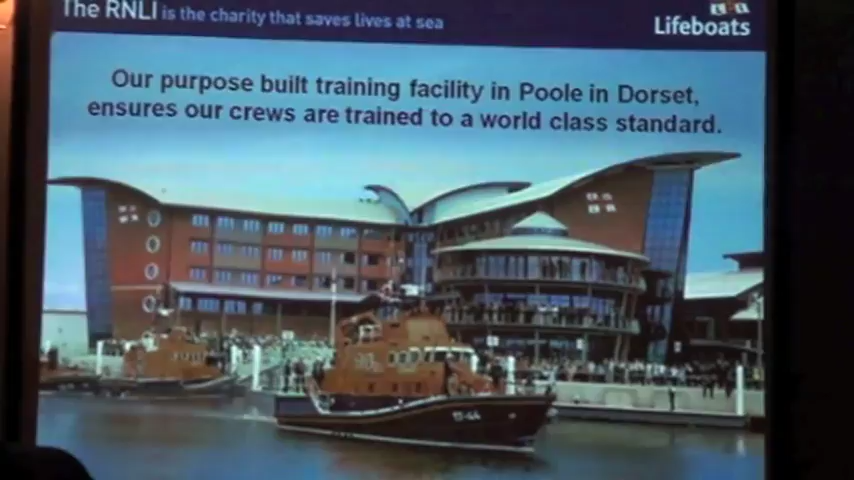 The RNLI is the charity that saves lives at sea
Lifeboats
Our purpose built training facility in Poole in Dorset,
ensures our crews are trained to a world class standard.